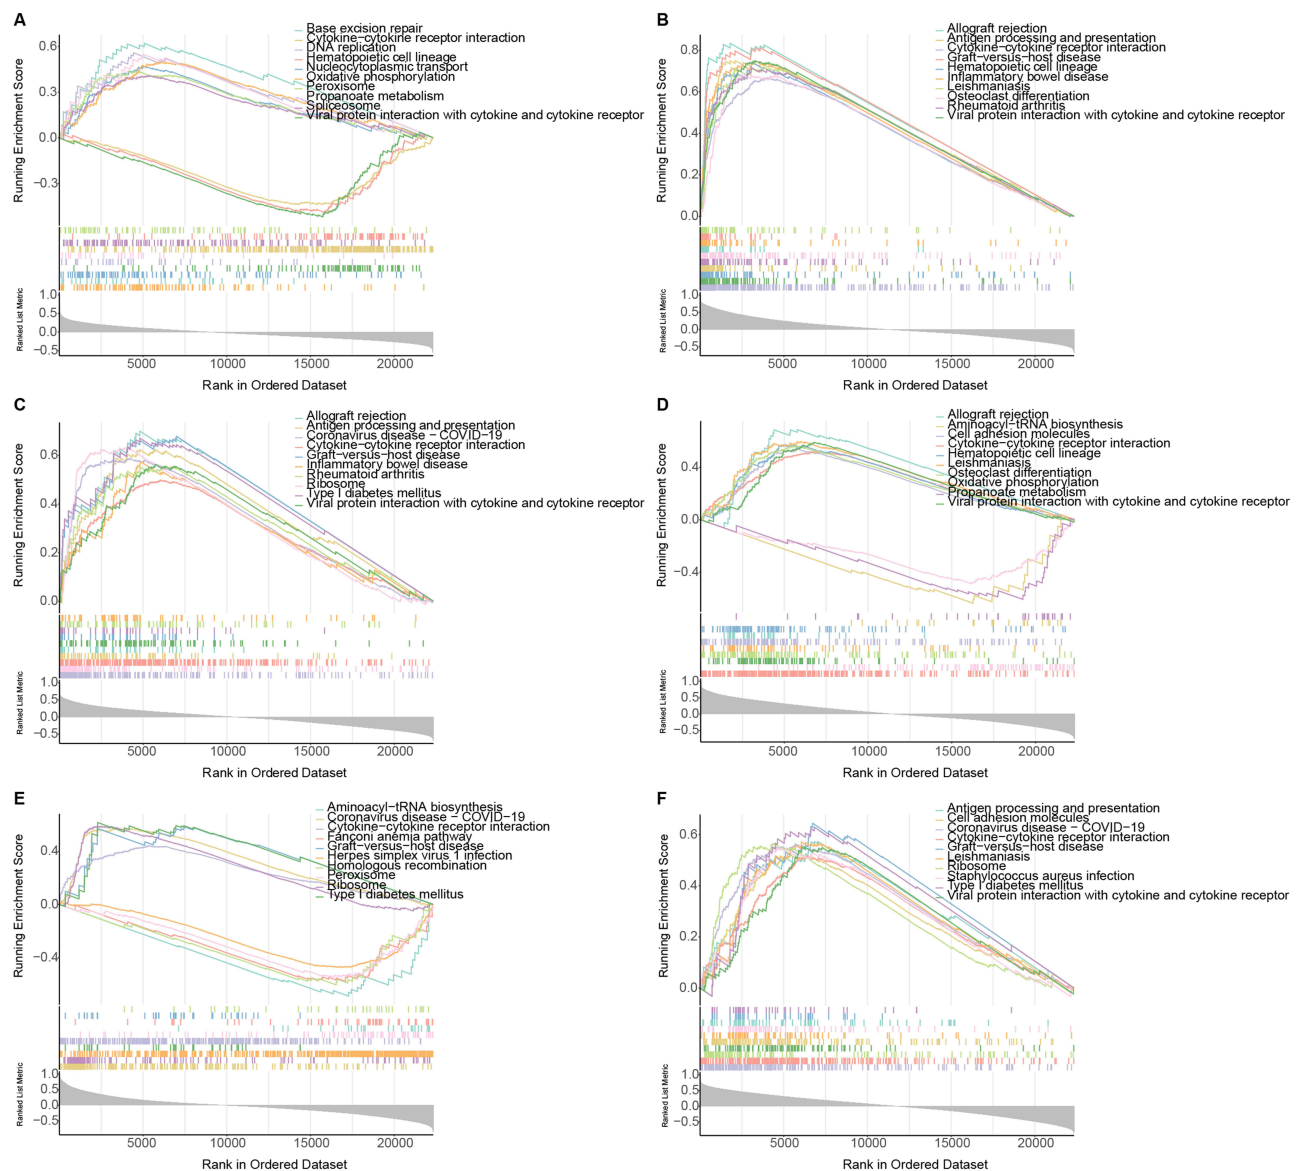 A
Base excision repair
Cytokine−cytokine receptor interaction
DNA replication
Hematopoietic cell lineage
Nucleocytoplasmic transport
Oxidative phosphorylation
Peroxisome
Propanoate metabolism
Spliceosome
Viral protein interaction with cytokine and cytokine receptor
Running Enrichment Score
0.6
0.3
0.0
−0.3
Ranked List Metric
1.0
0.5
0.0
−0.5
5000 10000 15000 20000
Rank in Ordered Dataset
B
Allograft rejection
Antigen processing and presentation
Cytokine−cytokine receptor interaction
Graft−versus−host disease
Hematopoietic cell lineage
Inflammatory bowel disease
Leishmaniasis
Osteoclast differentiation
Rheumatoid arthritis
Viral protein interaction with cytokine and cytokine receptor
Running Enrichment Score
0.8
0.6
0.4
0.2
0.0
Ranked List Metric
1.0
0.5
0.0
−0.5
5000 10000 15000 20000
Rank in Ordered Dataset
C
Allograft rejection
Antigen processing and presentation
Coronavirus disease − COVID−19
Cytokine−cytokine receptor interaction
Graft−versus−host disease
Inflammatory bowel disease
Rheumatoid arthritis
Ribosome
Type I diabetes mellitus
Viral protein interaction with cytokine and cytokine receptor
Running Enrichment Score
0.6
0.4
0.2
0.0
Ranked List Metric
1.0
0.5
0.0
−0.5
5000 10000 15000 20000
Rank in Ordered Dataset
D
Allograft rejection
Aminoacyl−tRNA biosynthesis
Cell adhesion molecules
Cytokine−cytokine receptor interaction
Hematopoietic cell lineage
Leishmaniasis
Osteoclast differentiation
Oxidative phosphorylation
Propanoate metabolism
Viral protein interaction with cytokine and cytokine receptor
Running Enrichment Score
0.4
0.0
−0.4
Ranked List Metric
1.0
0.5
0.0
−0.5
5000 10000 15000 20000
Rank in Ordered Dataset
E
Aminoacyl−tRNA biosynthesis
Coronavirus disease − COVID−19
Cytokine−cytokine receptor interaction
Fanconi anemia pathway
Graft−versus−host disease
Herpes simplex virus 1 infection
Homologous recombination
Peroxisome
Ribosome
Type I diabetes mellitus
Running Enrichment Score
0.4
0.0
−0.4
Ranked List Metric
1.0
0.5
0.0
−0.5
5000 10000 15000 20000
Rank in Ordered Dataset
F
Antigen processing and presentation
Cell adhesion molecules
Coronavirus disease − COVID−19
Cytokine−cytokine receptor interaction
Graft−versus−host disease
Leishmaniasis
Ribosome
Staphylococcus aureus infection
Type I diabetes mellitus
Viral protein interaction with cytokine and cytokine receptor
Running Enrichment Score
0.6
0.4
0.2
0.0
Ranked List Metric
1.0
0.5
0.0
−0.5
5000 10000 15000 20000
Rank in Ordered Dataset